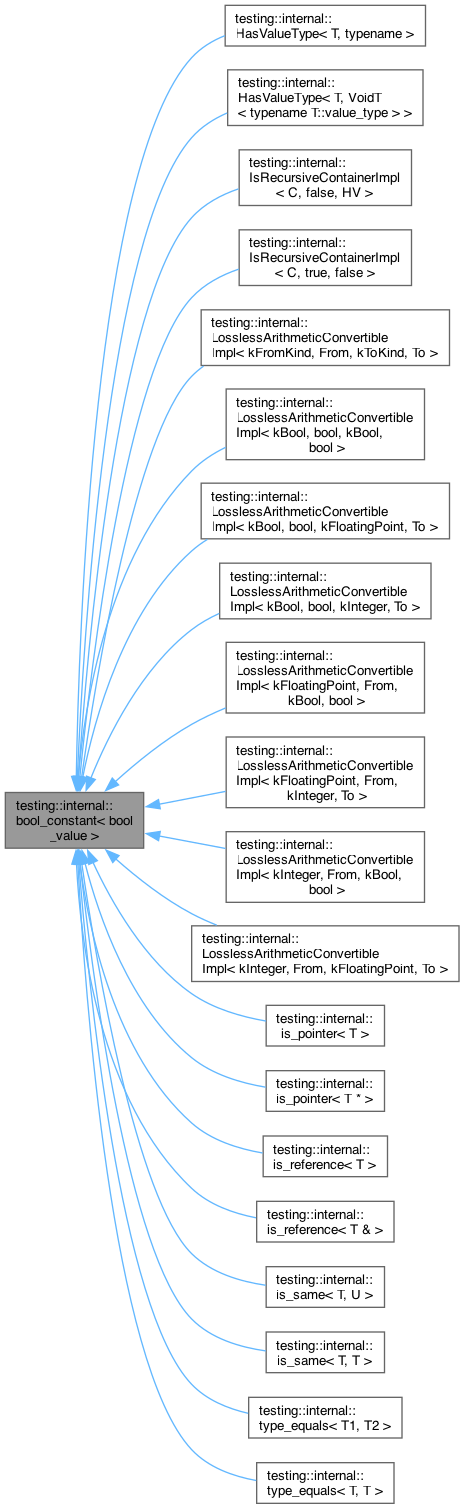 testing::internal::
HasValueType< T, typename >
testing::internal::
HasValueType< T, VoidT
< typename T::value_type > >
testing::internal::
IsRecursiveContainerImpl
< C, false, HV >
testing::internal::
IsRecursiveContainerImpl
< C, true, false >
testing::internal::
LosslessArithmeticConvertible
Impl< kFromKind, From, kToKind, To >
testing::internal::
LosslessArithmeticConvertible
Impl< kBool, bool, kBool,
bool >
testing::internal::
LosslessArithmeticConvertible
Impl< kBool, bool, kFloatingPoint, To >
testing::internal::
LosslessArithmeticConvertible
Impl< kBool, bool, kInteger, To >
testing::internal::
LosslessArithmeticConvertible
Impl< kFloatingPoint, From,
kBool, bool >
testing::internal::
LosslessArithmeticConvertible
Impl< kFloatingPoint, From,
kInteger, To >
testing::internal::
bool_constant< bool
_value >
testing::internal::
LosslessArithmeticConvertible
Impl< kInteger, From, kBool,
bool >
testing::internal::
LosslessArithmeticConvertible
Impl< kInteger, From, kFloatingPoint, To >
testing::internal::
is_pointer< T >
testing::internal::
is_pointer< T * >
testing::internal::
is_reference< T >
testing::internal::
is_reference< T & >
testing::internal::
is_same< T, U >
testing::internal::
is_same< T, T >
testing::internal::
type_equals< T1, T2 >
testing::internal::
type_equals< T, T >